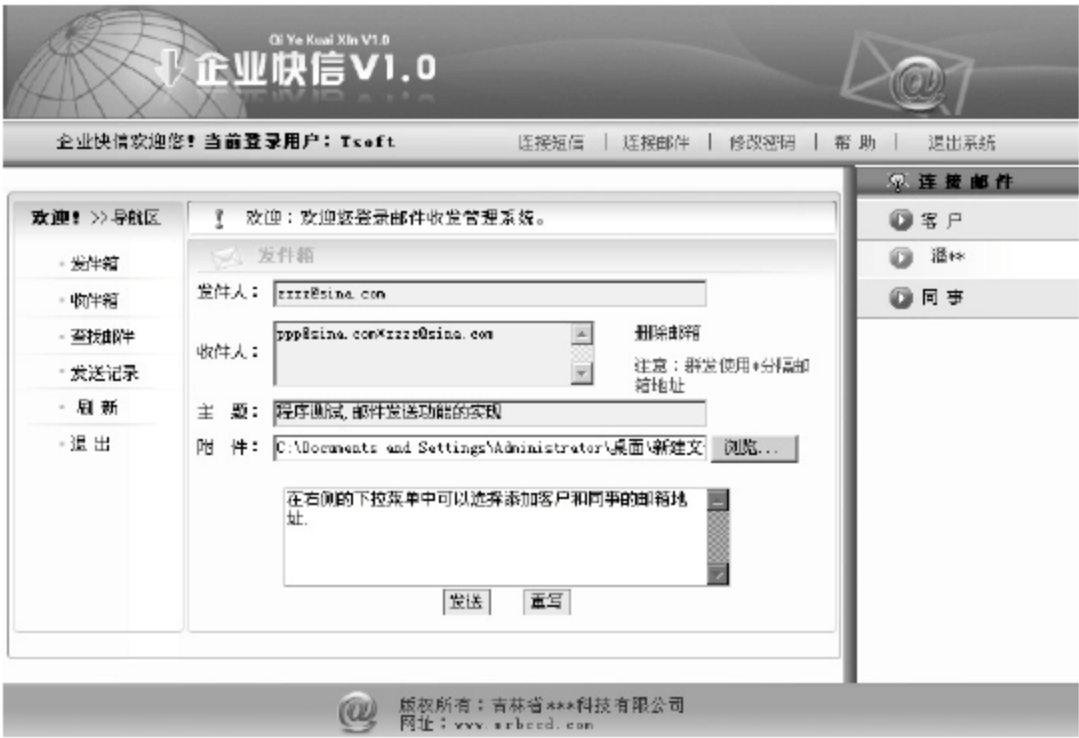 Qi Ye Kuai Xin V1.0
企业快信V1.0
企业快信欢迎您! 当前登录用户:Tsoft
连接短信 | 连接邮件 | 修改密码 | 帮 助 | 退出系统
欢迎! >>导航区
发件箱
收件箱
查找邮件
发送记录
刷 新
退 出
! 欢迎:欢迎您登录邮件收发管理系统。
发件箱
发件人: zzzz@sina.com
收件人: ppp@sina.com*zzzz@sina.com
删除邮箱
注意:群发使用*分隔邮
箱地址
主 题: 程序测试,邮件发送功能的实现
附 件: C:\Documents and Settings\Administrator\桌面\新建文 浏览...
在右侧的下拉菜单中可以选择添加客户和同事的邮箱地
址.
发送 重写
连 接 邮 件
客 户
潘**
同 事
版权所有:吉林省***科技有限公司
网址:www.mrbccd.com